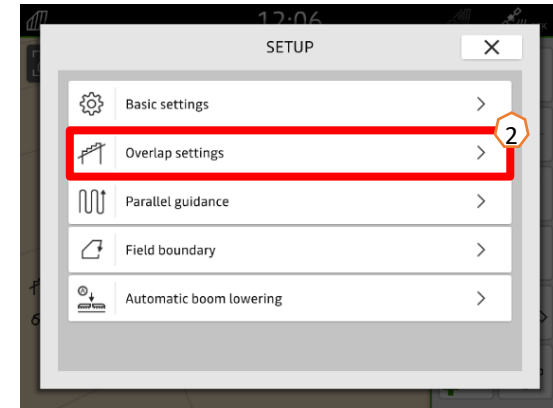 12:06
SETUP
Basic settings
2
Overlap settings
Parallel guidance
Field boundary
Automatic boom lowering